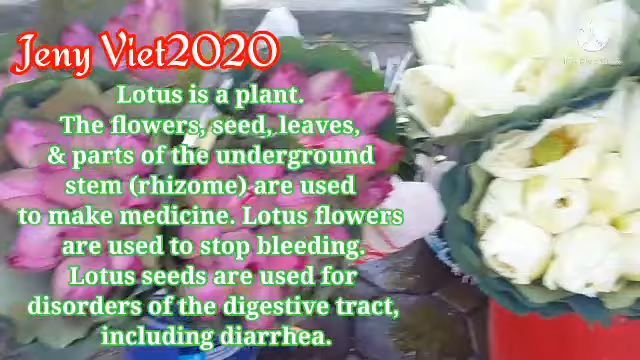 Jeny Viet2020
Lotus is a plant.
The flowers, seed, leaves,
& parts of the underground
stem (rhizome) are used
to make medicine. Lotus flowers
are used to stop bleeding.
Lotus seeds are used for
disorders of the digestive tract,
including diarrhea.